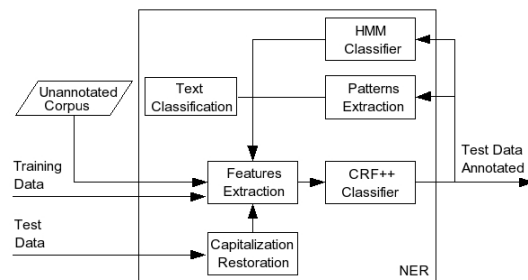 HMM
Classifier
Unannotated
Corpus
Text
Classification
Patterns
Extraction
Training
Data
Features
Extraction
CRF++
Classifier
Test Data
Annotated
Test
Data
Capitalization
Restoration
NER